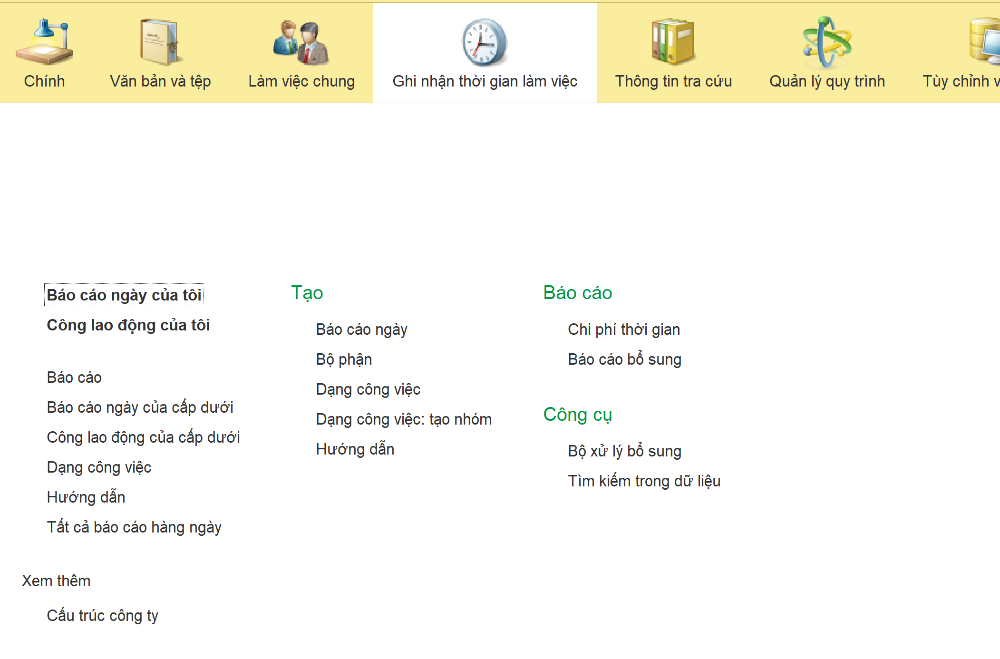 Chính
Văn bản và tệp
Làm việc chung
Ghi nhận thời gian làm việc
Thông tin tra cứu
Quản lý quy trình
Tùy chỉnh v
Báo cáo ngày của tôi
Công lao động của tôi
Báo cáo
Báo cáo ngày của cấp dưới
Công lao động của cấp dưới
Dạng công việc
Hướng dẫn
Tất cả báo cáo hàng ngày
Xem thêm
Cấu trúc công ty
Tạo
Báo cáo ngày
Bộ phận
Dạng công việc
Dạng công việc: tạo nhóm
Hướng dẫn
Báo cáo
Chi phí thời gian
Báo cáo bổ sung
Công cụ
Bộ xử lý bổ sung
Tìm kiếm trong dữ liệu